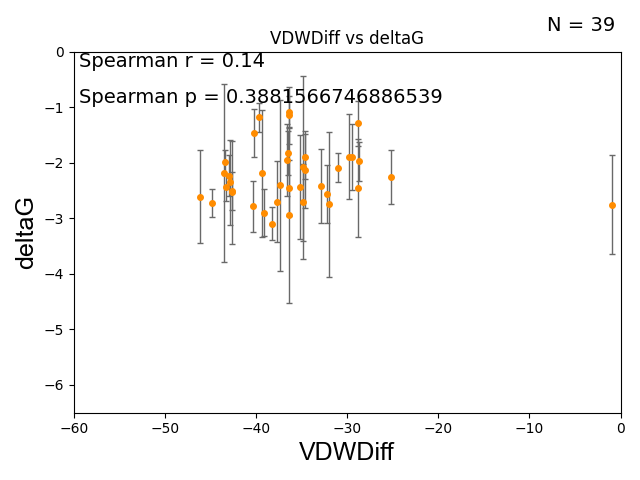 N = 39
VDWDiff vs deltaG
Spearman r = 0.14
Spearman p = 0.3881566746886539
deltaG
0
−1
−2
−3
−4
−5
−6
−60 −50 −40 −30 −20 −10 0
VDWDiff